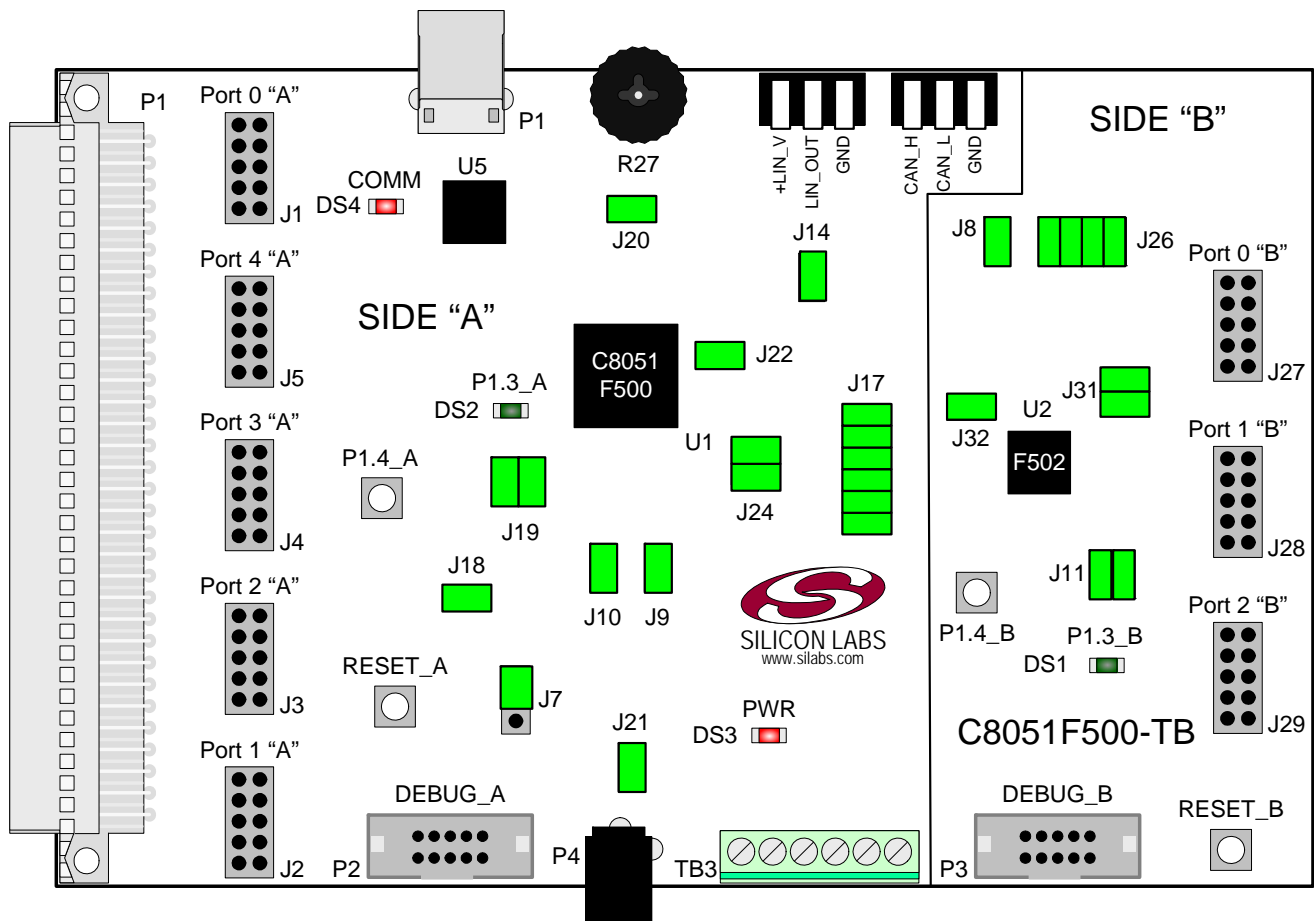 P1
Port 0 “A”
J1
Port 4 “A”
J5
Port 3 “A”
J4
Port 2 “A”
J3
Port 1 “A”
J2
P1
COMM
DS4
U5
R27
J20
+LIN_V
LIN_OUT
GND
CAN_H
CAN_L
GND
J14
SIDE “A”
C8051
F500
J22
P1.3_A
DS2
J17
P1.4_A
U1
J19
J24
J18
J10
J9
SILICON LABS
www.silabs.com
RESET_A
J7
J21
PWR
DS3
DEBUG_A
P2
P4
TB3
SIDE “B”
J8
J26
Port 0 “B”
J27
J31
J32
U2
F502
Port 1 “B”
J28
J11
P1.4_B
P1.3_B
DS1
Port 2 “B”
J29
C8051F500-TB
DEBUG_B
P3
RESET_B